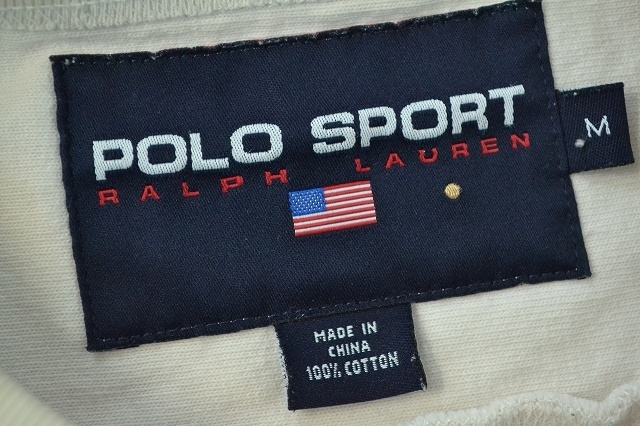 POLO SPORT
RALPH LAUREN
M
MADE IN
CHINA
100% COTTON